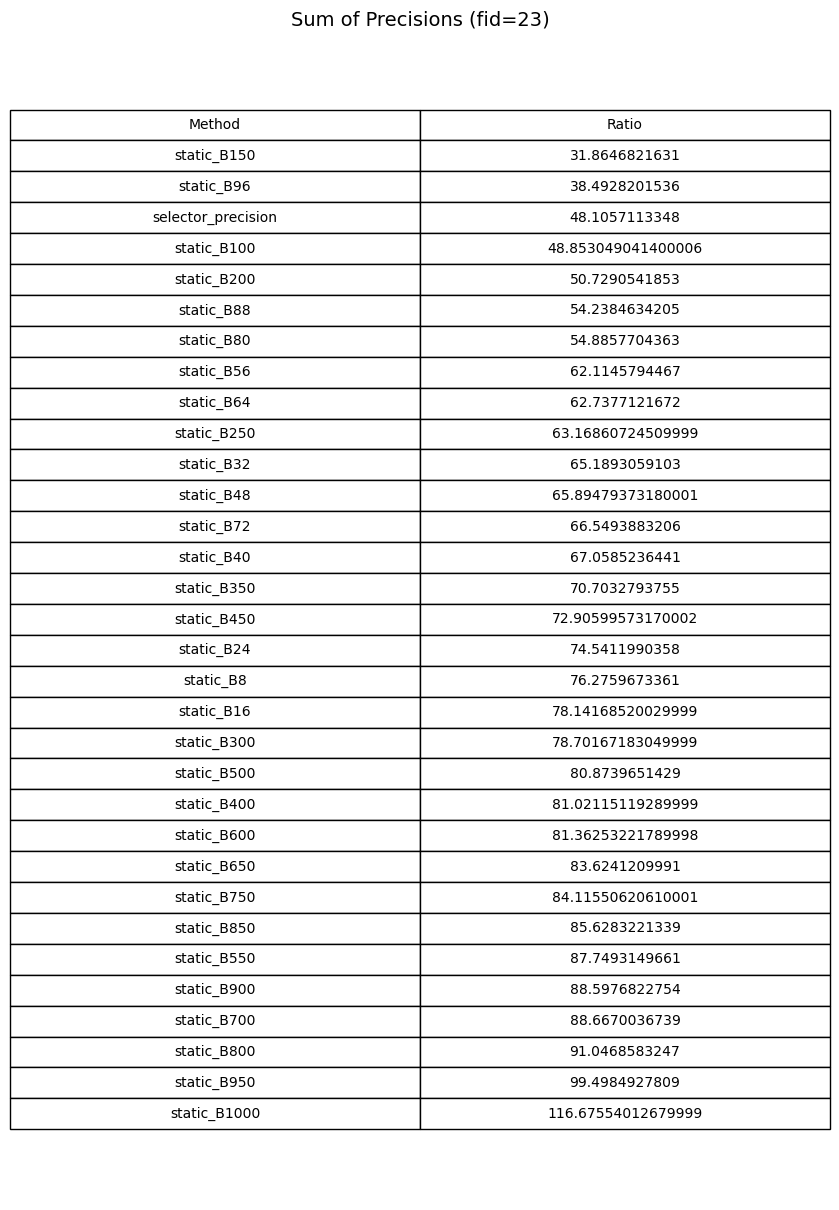 Sum of Precisions (fid=23)
Method Ratio
static_B150 31.8646821631
static_B96 38.4928201536
selector_precision 48.1057113348
static_B100 48.853049041400006
static_B200 50.7290541853
static_B88 54.2384634205
static_B80 54.8857704363
static_B56 62.1145794467
static_B64 62.7377121672
static_B250 63.16860724509999
static_B32 65.1893059103
static_B48 65.89479373180001
static_B72 66.5493883206
static_B40 67.0585236441
static_B350 70.7032793755
static_B450 72.90599573170002
static_B24 74.5411990358
static_B8 76.2759673361
static_B16 78.14168520029999
static_B300 78.70167183049999
static_B500 80.8739651429
static_B400 81.02115119289999
static_B600 81.36253221789998
static_B650 83.6241209991
static_B750 84.11550620610001
static_B850 85.6283221339
static_B550 87.7493149661
static_B900 88.5976822754
static_B700 88.6670036739
static_B800 91.0468583247
static_B950 99.4984927809
static_B1000 116.67554012679999